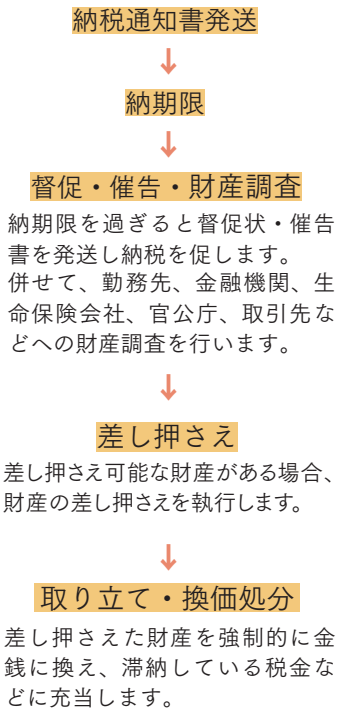 納税通知書発送
↓
納期限
↓
督促・催告・財産調査
納期限を過ぎると督促状・催告
書を発送し納税を促します。
併せて、勤務先、金融機関、生
命保険会社、官公庁、取引先な
どへの財産調査を行います。
↓
差し押さえ
差し押さえ可能な財産がある場合、
財産の差し押さえを執行します。
↓
取り立て・換価処分
差し押さえた財産を強制的に金
銭に換え、滞納している税金な
どに充当します。